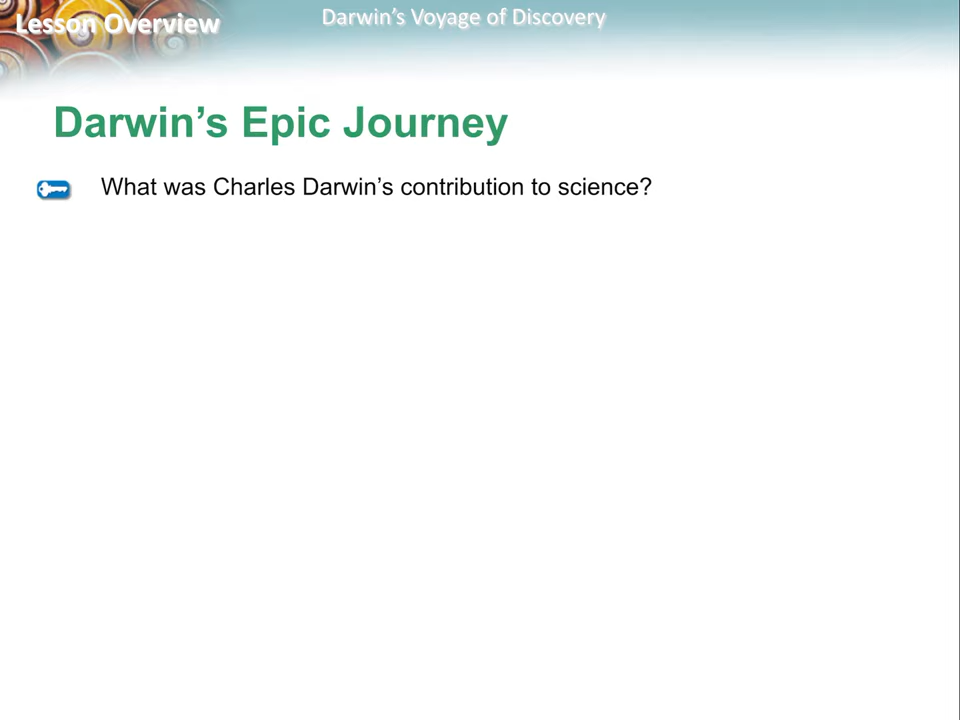 Lesson Overview
Darwin’s Voyage of Discovery
Darwin’s Epic Journey
What was Charles Darwin’s contribution to science?